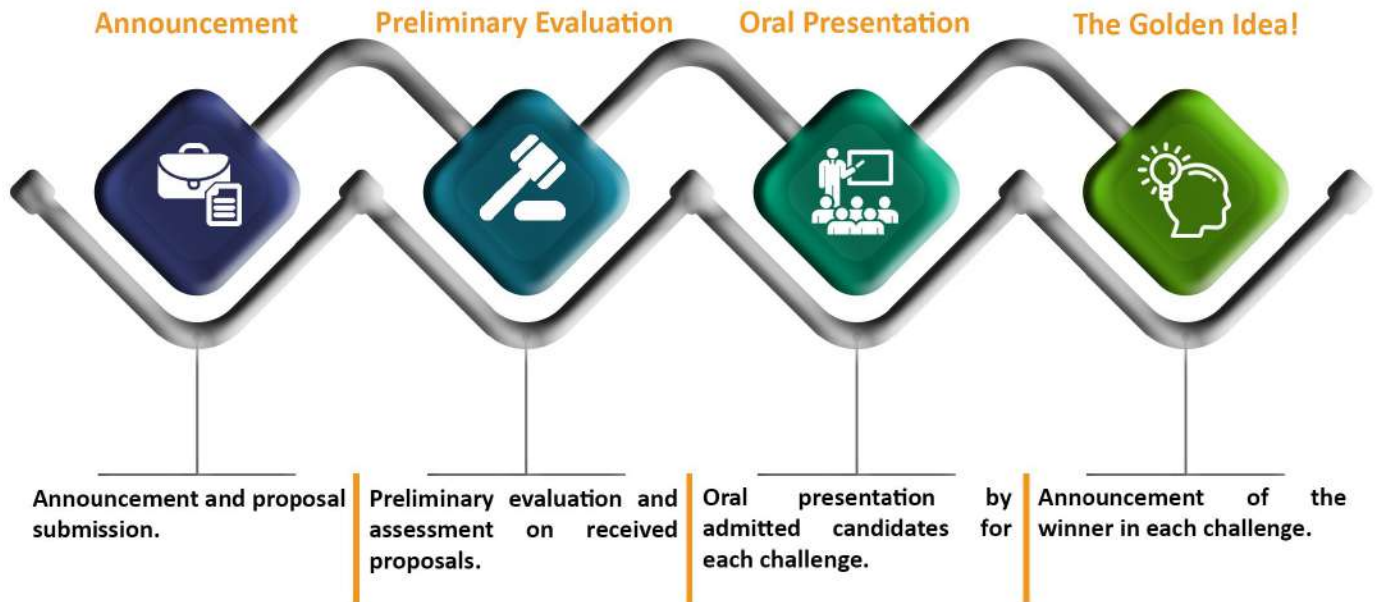 Announcement
Preliminary Evaluation
Oral Presentation
The Golden Idea!
Announcement and proposal
submission.
Preliminary evaluation and
assessment on received
proposals.
Oral presentation by
admitted candidates for
each challenge.
Announcement of the
winner in each challenge.